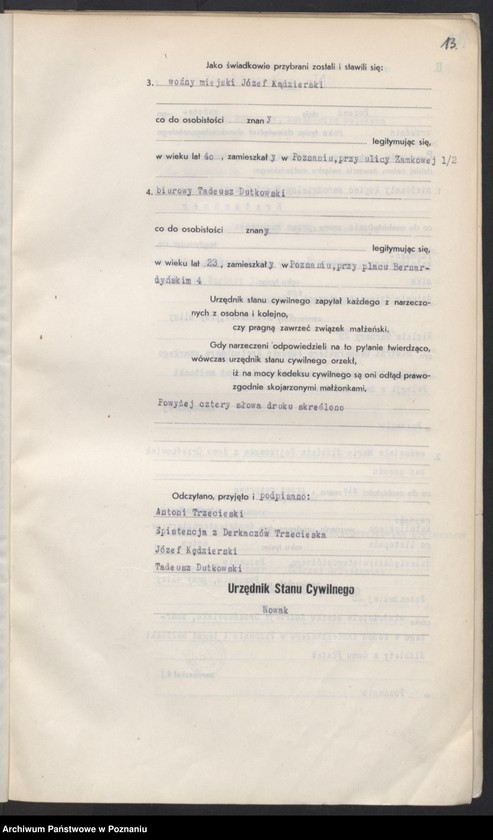 13.
Jako świadkowie przybrani zostali i stawili się:
3. woźny miejski Józef Kądzierski
co do osobistości znany
legitymując się,
w wieku lat 40 , zamieszkały w Poznaniu,przy ulicy Zamkowej 1/2
4. biurowy Tadeusz Dutkowski
co do osobistości znany
legitymując się,
w wieku lat 23 , zamieszkały w Poznaniu,przy placu Bernar-
dyńskim 4
Urzędnik stanu cywilnego zapytał każdego z narzeczo-
nych z osobna i kolejno,
czy pragną zawrzeć związek małżeński.
Gdy narzeczeni odpowiedzieli na to pytanie twierdząco,
wówczas urzędnik stanu cywilnego orzekł,
iż na mocy kodeksu cywilnego są oni odtąd prawo-
zgodnie skojarzonymi małżonkami.
Powyżej cztery słowa druku skreślono
Odczytano, przyjęto i podpisano:
Antoni Trzecieski
z Derkaczów Trzecieska
Józef Kędzierski
Tadeusz Dutkowski
Urzędnik Stanu Cywilnego
Nowak
Archiwum Państwowe w Poznaniu